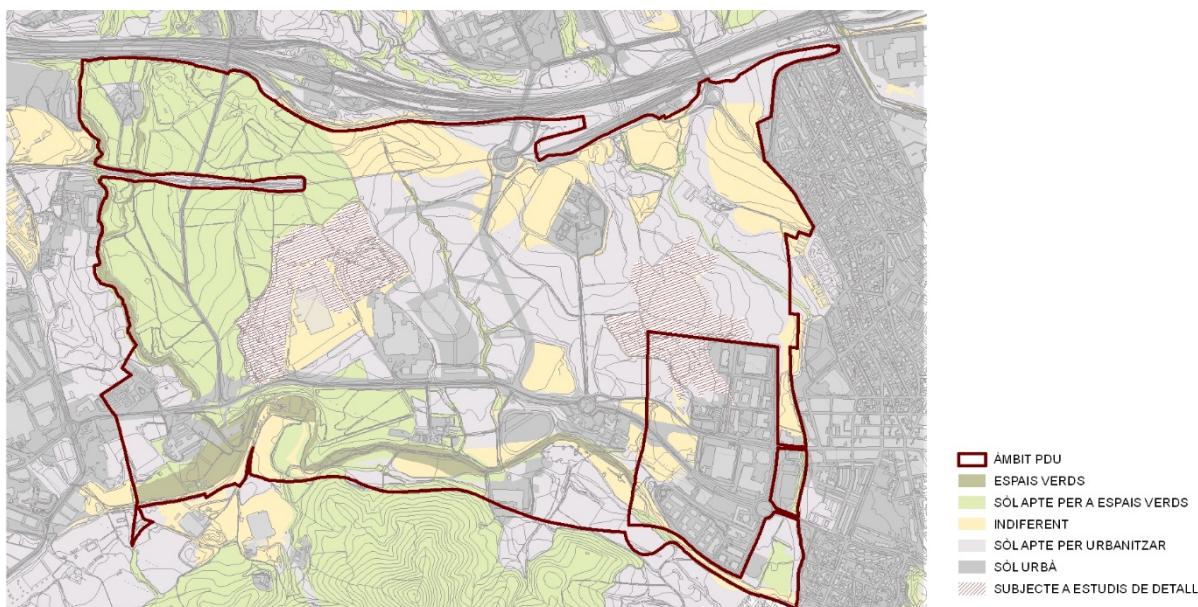 ÀMBIT PDU
ESPAIS VERDS
SÒL APTE PER A ESPAIS VERDS
INDIFERENT
SÒL APTE PER URBANITZAR
SÒL URBÀ
SUBJECTE A ESTUDIS DE DETALL